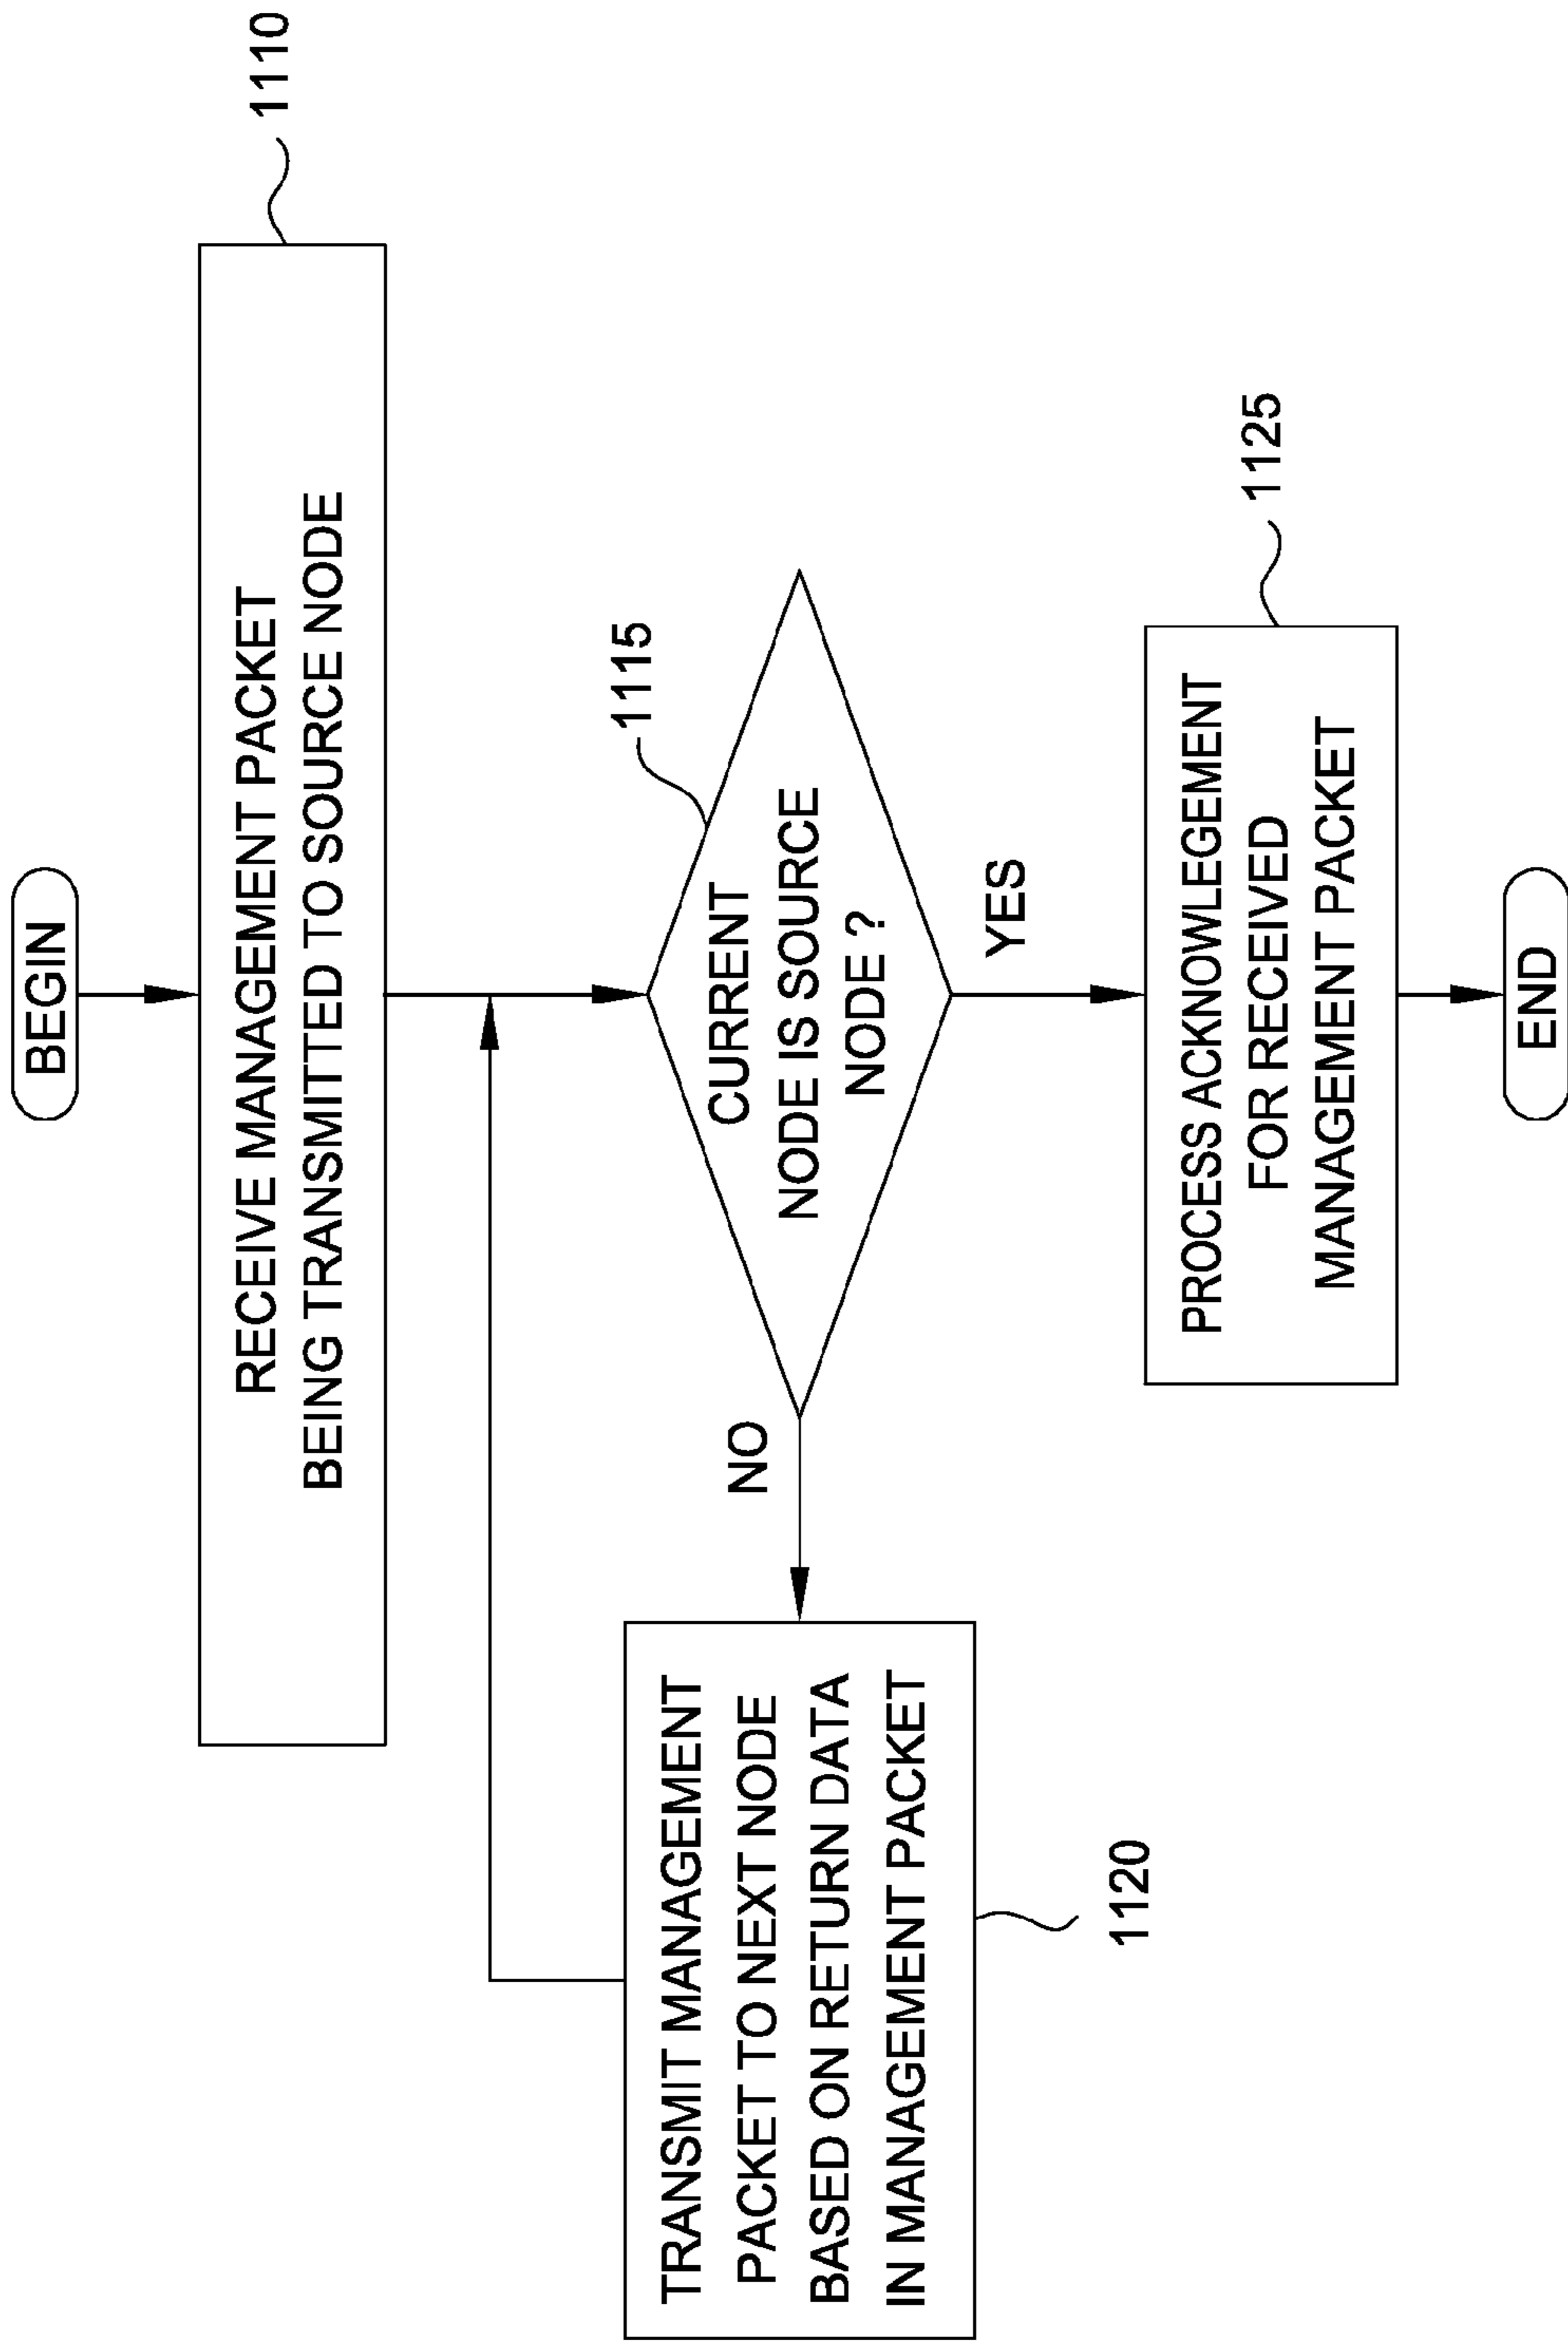 BEGIN
RECEIVE MANAGEMENT PACKET
BEING TRANSMITTED TO SOURCE NODE
1110
CURRENT
NODE IS SOURCE
NODE ?
1115
NO
TRANSMIT MANAGEMENT
PACKET TO NEXT NODE
BASED ON RETURN DATA
IN MANAGEMENT PACKET
1120
YES
PROCESS ACKNOWLEGEMENT
FOR RECEIVED
MANAGEMENT PACKET
1125
END